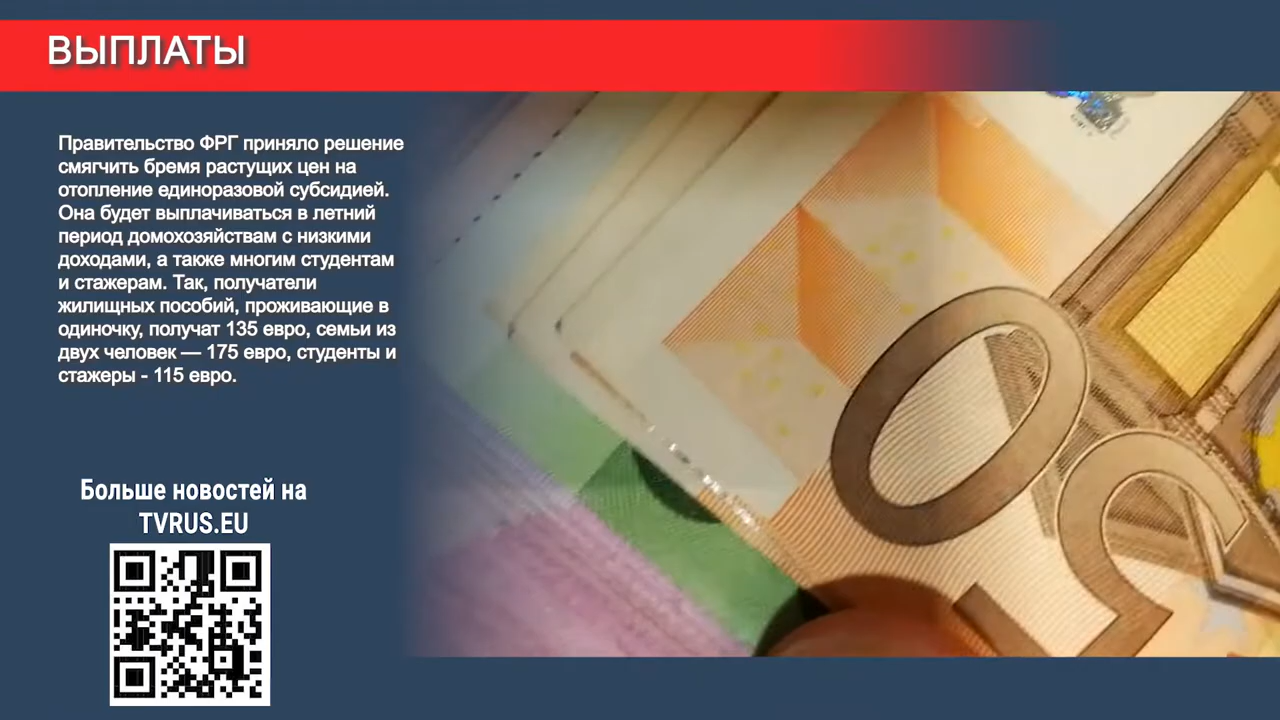 ВЫПЛАТЫ
Правительство ФРГ приняло решение
смягчить бремя растущих цен на
отопление единоразовой субсидией.
Она будет выплачиваться в летний
период домохозяйствам с низкими
доходами, а также многим студентам
и стажерам. Так, получатели
жилищных пособий, проживающие в
одиночку, получат 135 евро, семьи из
двух человек — 175 евро, студенты и
стажеры - 115 евро.
50
Больше новостей на
TVRUS.EU